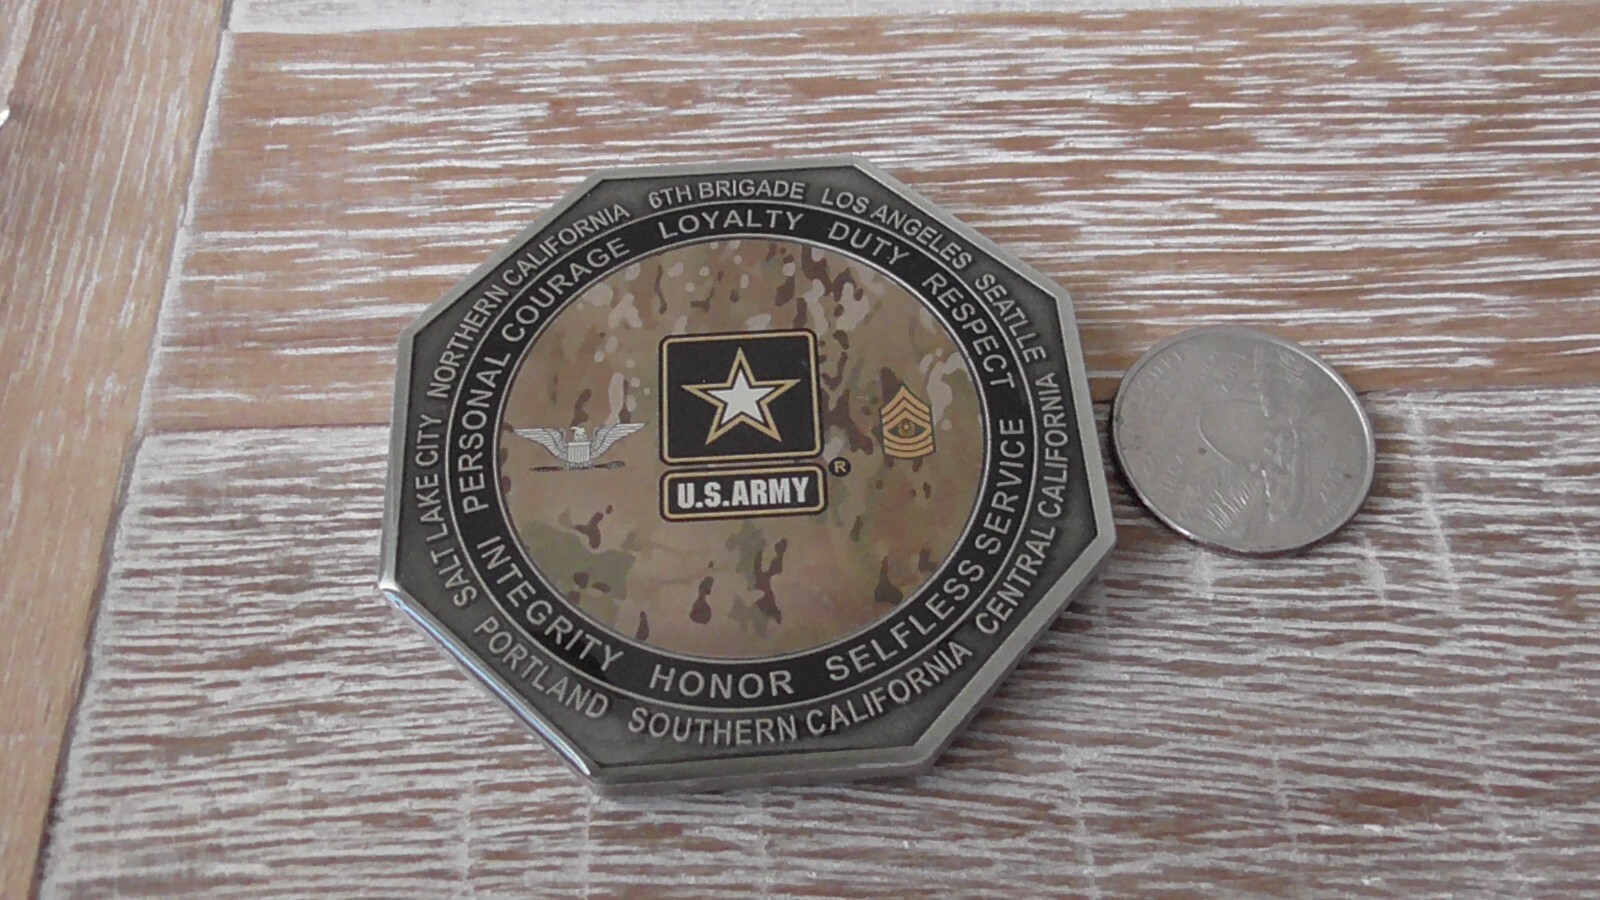 6TH BRIGADE LOS ANGELES SEATLLE CENTRAL CALIFORNIA SOUTHERN CALIFORNIA PORTLAND SALT LAKE CITY NORTHERN CALIFORNIA
LOYALTY DUTY RESPECT SELFLESS SERVICE HONOR INTEGRITY PERSONAL COURAGE
U.S.ARMY
®